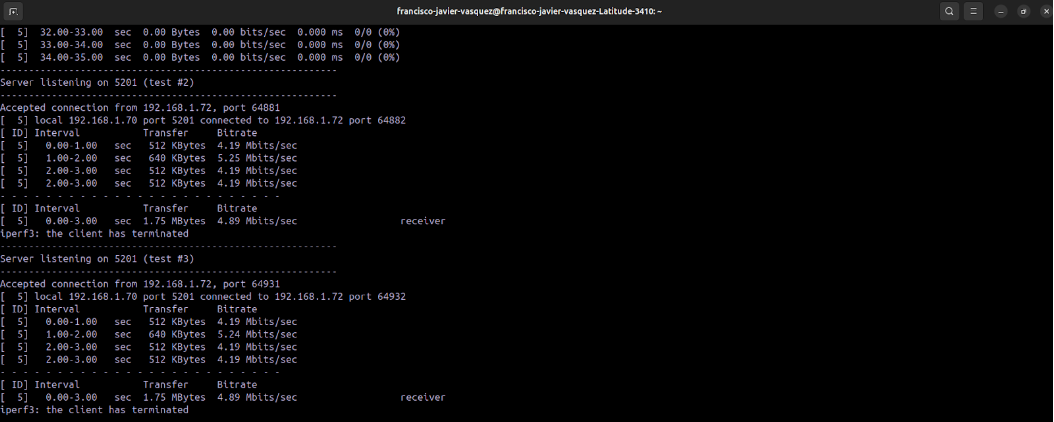 francisco-javier-vasquez@francisco-javier-vasquez-Latitude-3410: ~
[  5]  32.00-33.00  sec  0.00 Bytes  0.00 bits/sec  0.000 ms  0/0 (0%)
[  5]  33.00-34.00  sec  0.00 Bytes  0.00 bits/sec  0.000 ms  0/0 (0%)
[  5]  34.00-35.00  sec  0.00 Bytes  0.00 bits/sec  0.000 ms  0/0 (0%)
-----------------------------------------------------------
Server listening on 5201 (test #2)
-----------------------------------------------------------
Accepted connection from 192.168.1.72, port 64881
[  5] local 192.168.1.70 port 5201 connected to 192.168.1.72 port 64882
[ ID] Interval           Transfer     Bitrate
[  5]   0.00-1.00   sec   512 KBytes  4.19 Mbits/sec
[  5]   1.00-2.00   sec   640 KBytes  5.25 Mbits/sec
[  5]   2.00-3.00   sec   512 KBytes  4.19 Mbits/sec
[  5]   2.00-3.00   sec   512 KBytes  4.19 Mbits/sec
- - - - - - - - - - - - - - - - - - - - - - - - -
[ ID] Interval           Transfer     Bitrate
[  5]   0.00-3.00   sec  1.75 MBytes  4.89 Mbits/sec                  receiver
iperf3: the client has terminated
-----------------------------------------------------------
Server listening on 5201 (test #3)
-----------------------------------------------------------
Accepted connection from 192.168.1.72, port 64931
[  5] local 192.168.1.70 port 5201 connected to 192.168.1.72 port 64932
[ ID] Interval           Transfer     Bitrate
[  5]   0.00-1.00   sec   512 KBytes  4.19 Mbits/sec
[  5]   1.00-2.00   sec   640 KBytes  5.24 Mbits/sec
[  5]   2.00-3.00   sec   512 KBytes  4.19 Mbits/sec
[  5]   2.00-3.00   sec   512 KBytes  4.19 Mbits/sec
- - - - - - - - - - - - - - - - - - - - - - - - -
[ ID] Interval           Transfer     Bitrate
[  5]   0.00-3.00   sec  1.75 MBytes  4.89 Mbits/sec                  receiver
iperf3: the client has terminated